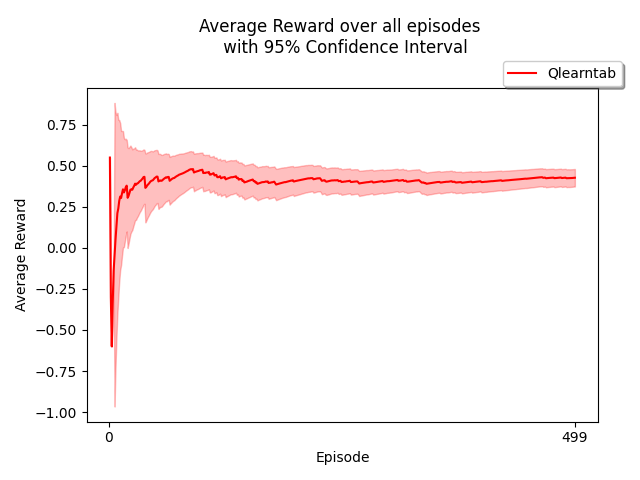 Average Reward over all episodes
with 95% Confidence Interval
Qlearntab
0.75
0.50
0.25
0.00
−0.25
−0.50
−0.75
−1.00
Average Reward
0
499
Episode